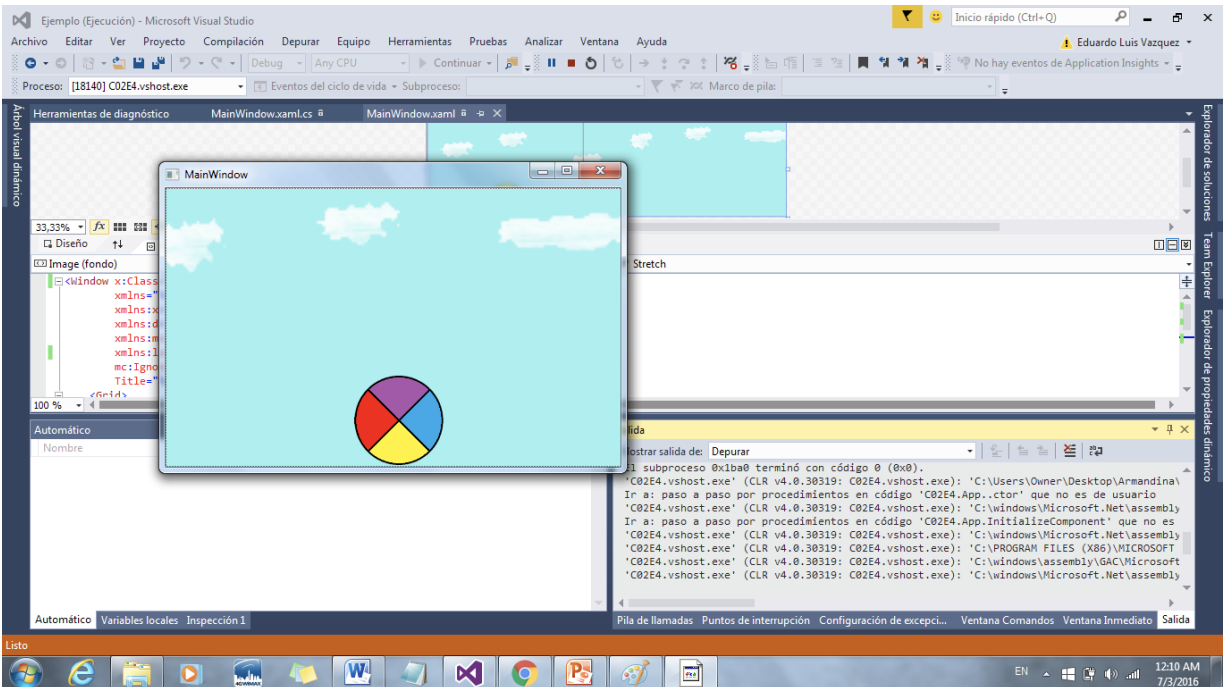 Ejemplo (Ejecución) - Microsoft Visual Studio
Inicio rápido (Ctrl+Q)
Archivo Editar Ver Proyecto Compilación Depurar Equipo Herramientas Pruebas Analizar Ventana Ayuda
Eduardo Luis Vazquez
Debug Any CPU Continuar
No hay eventos de Application Insights
Proceso: [18140] C02E4.vshost.exe Eventos del ciclo de vida Subproceso: Marco de pila:
Árbol visual dinámico
Herramientas de diagnóstico MainWindow.xaml.cs MainWindow.xaml
MainWindow
33,33% fx
Diseño
Image (fondo)
Stretch
<Window x:Class
xmlns="
xmlns:x
xmlns:d
xmlns:m
xmlns:l
mc:Igno
Title="
<Grid>
100 %
Explorador de soluciones
Team Explorer
Explorador de propiedades dinámico
Automático
Nombre
lida
ostrar salida de: Depurar
El subproceso 0x1ba0 terminó con código 0 (0x0).
'C02E4.vshost.exe' (CLR v4.0.30319: C02E4.vshost.exe): 'C:\Users\Owner\Desktop\Armandina\
Ir a: paso a paso por procedimientos en código 'C02E4.App..ctor' que no es de usuario
'C02E4.vshost.exe' (CLR v4.0.30319: C02E4.vshost.exe): 'C:\windows\Microsoft.Net\assembly
Ir a: paso a paso por procedimientos en código 'C02E4.App.InitializeComponent' que no es
'C02E4.vshost.exe' (CLR v4.0.30319: C02E4.vshost.exe): 'C:\windows\Microsoft.Net\assembly
'C02E4.vshost.exe' (CLR v4.0.30319: C02E4.vshost.exe): 'C:\PROGRAM FILES (X86)\MICROSOFT
'C02E4.vshost.exe' (CLR v4.0.30319: C02E4.vshost.exe): 'C:\windows\assembly\GAC\Microsoft
'C02E4.vshost.exe' (CLR v4.0.30319: C02E4.vshost.exe): 'C:\windows\Microsoft.Net\assembly
Automático Variables locales Inspección 1
Pila de llamadas Puntos de interrupción Configuración de excepci... Ventana Comandos Ventana Inmediato Salida
Listo
4GWIMAX
EN
12:10 AM
7/3/2016